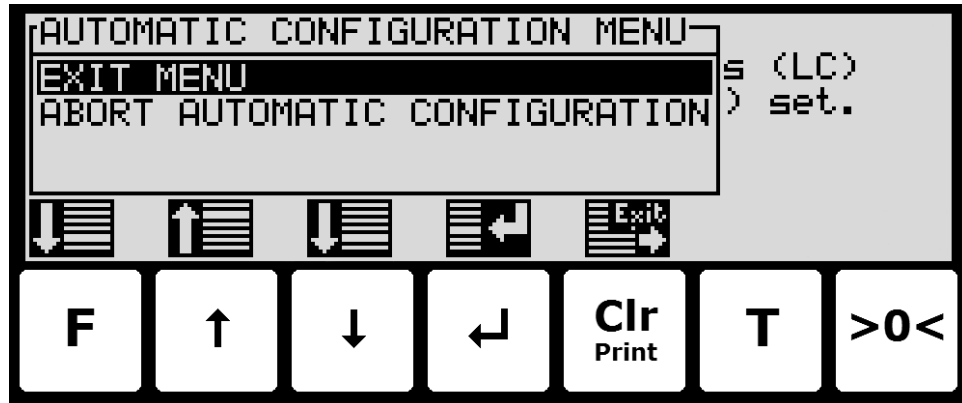 AUTOMATIC CONFIGURATION MENU
EXIT MENU
s (LC)
ABORT AUTOMATIC CONFIGURATION
) set.
Exit
F ↑ ↓ ↵ Clr T >0<
Print